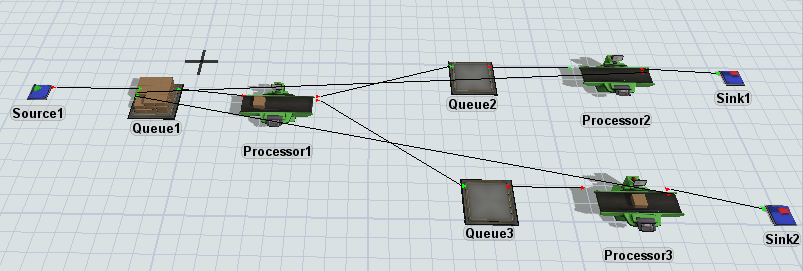 Source1
Queue1
Processor1
Queue2
Processor2
Sink1
Queue3
Processor3
Sink2